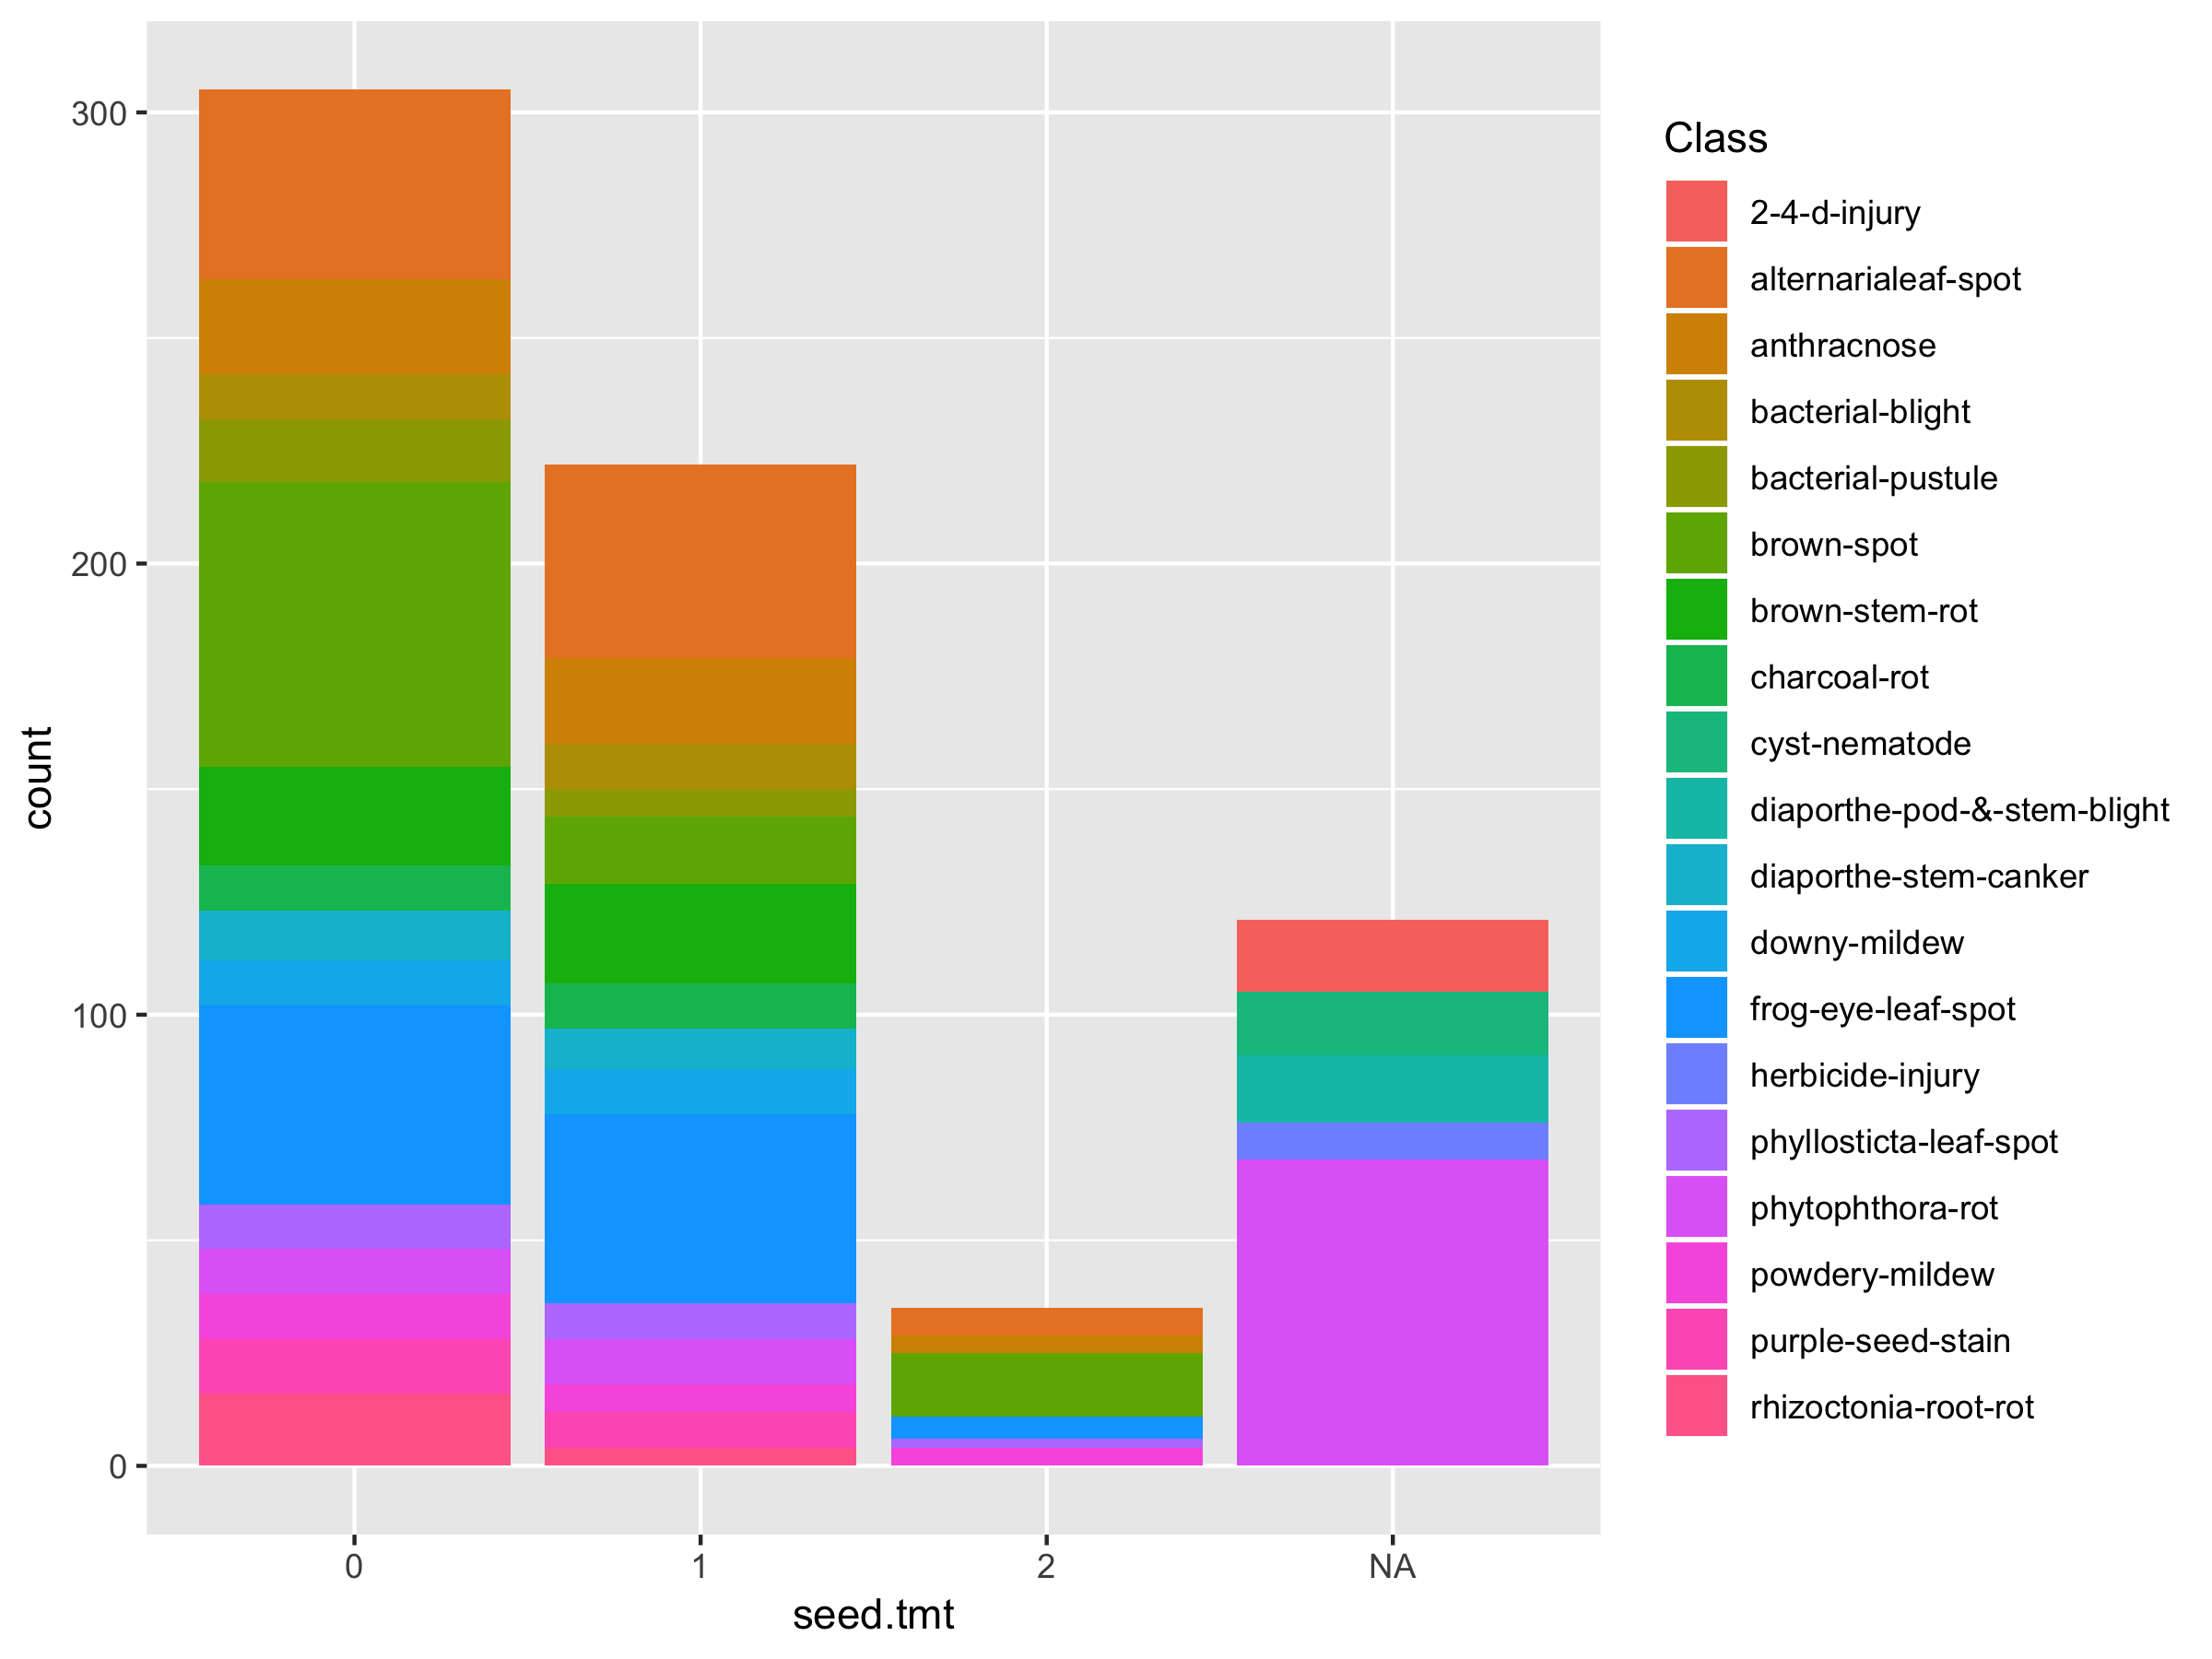 300
200
100
0
count
0
1
2
NA
seed.tmt
Class
2-4-d-injury
alternarialeaf-spot
anthracnose
bacterial-blight
bacterial-pustule
brown-spot
brown-stem-rot
charcoal-rot
cyst-nematode
diaporthe-pod-&-stem-blight
diaporthe-stem-canker
downy-mildew
frog-eye-leaf-spot
herbicide-injury
phyllosticta-leaf-spot
phytophthora-rot
powdery-mildew
purple-seed-stain
rhizoctonia-root-rot